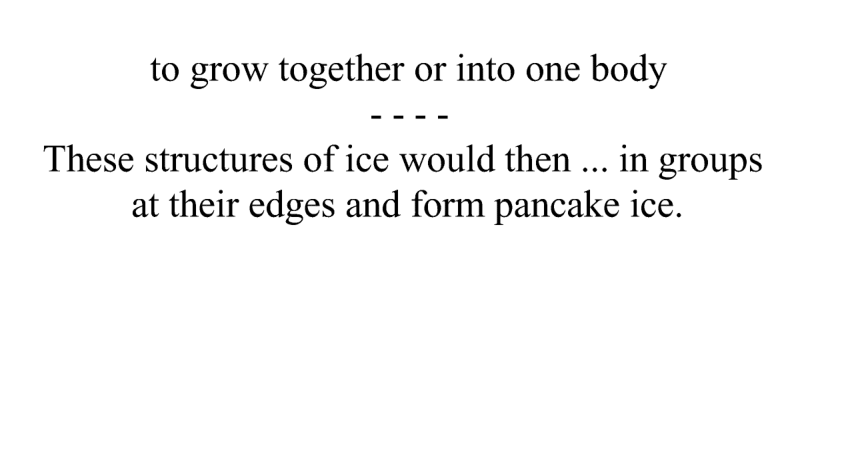 to grow together or into one body
- - - -
These structures of ice would then ... in groups
at their edges and form pancake ice.